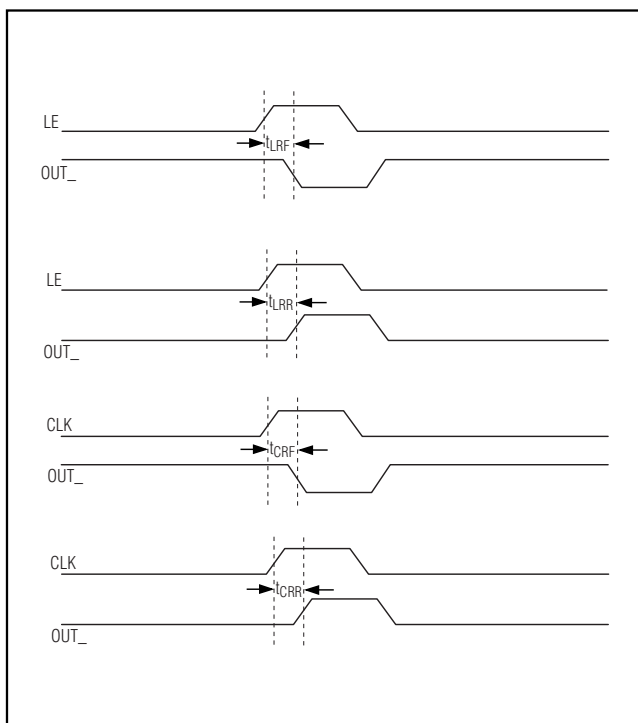 LE
tLRF
OUT_
LE
tLRR
OUT_
CLK
tCRF
OUT_
CLK
tCRR
OUT_